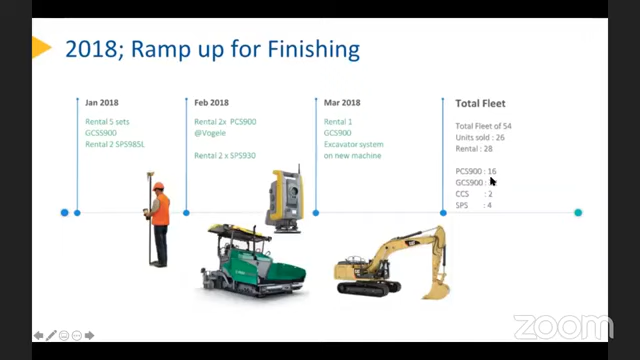 2018; Ramp up for Finishing
Jan 2018
Rental 5 sets
GCS900
Rental 2 SPS985L
Feb 2018
Rental 2x PCS900
@Vogele
Rental 2 x SPS930
Mar 2018
Rental 1
GCS900
Excavator system
on new machine
Total Fleet
Total Fleet of 54
Units sold : 26
Rental : 28
PCS900 : 16
GCS900 :
CCS : 2
SPS : 4
zoom